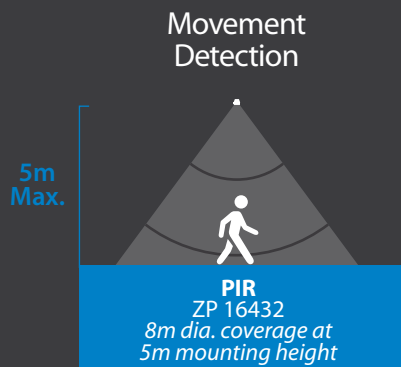 Movement
Detection
5m
Max.
PIR
ZP 16432
8m dia. coverage at
5m mounting height